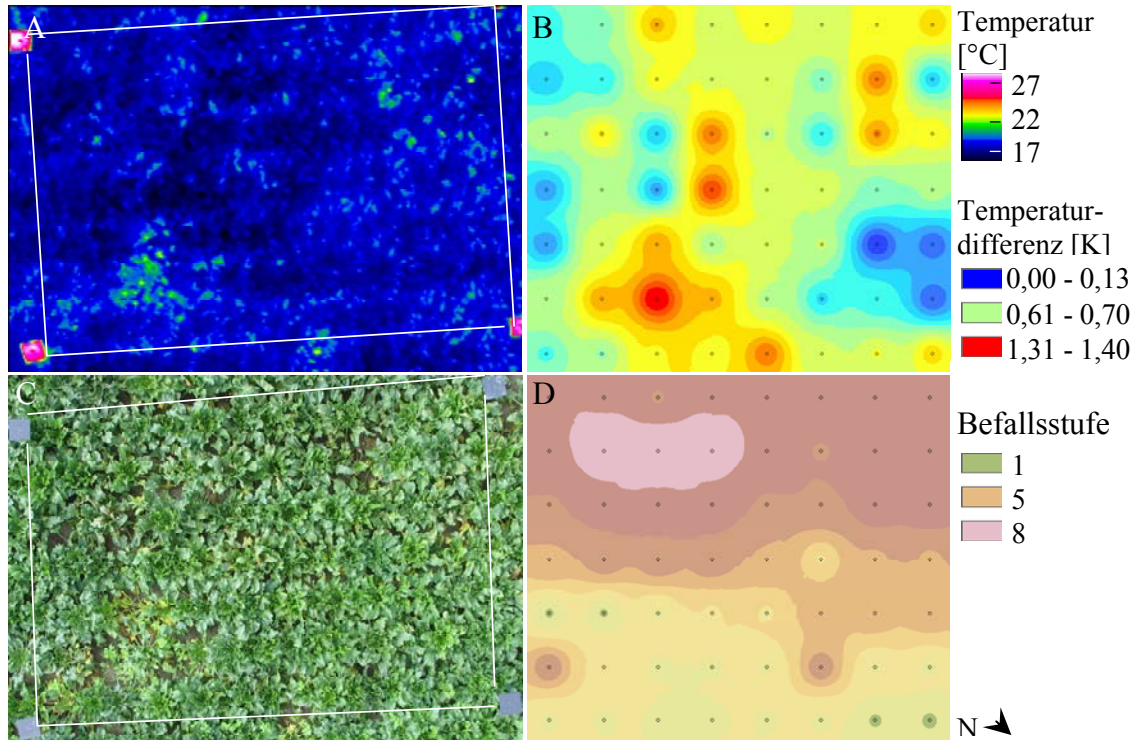 A
B
C
D
Temperatur
[°C]
27
22
17
Temperatur-
differenz [K]
0,00 - 0,13
0,61 - 0,70
1,31 - 1,40
Befallsstufe
1
5
8
N